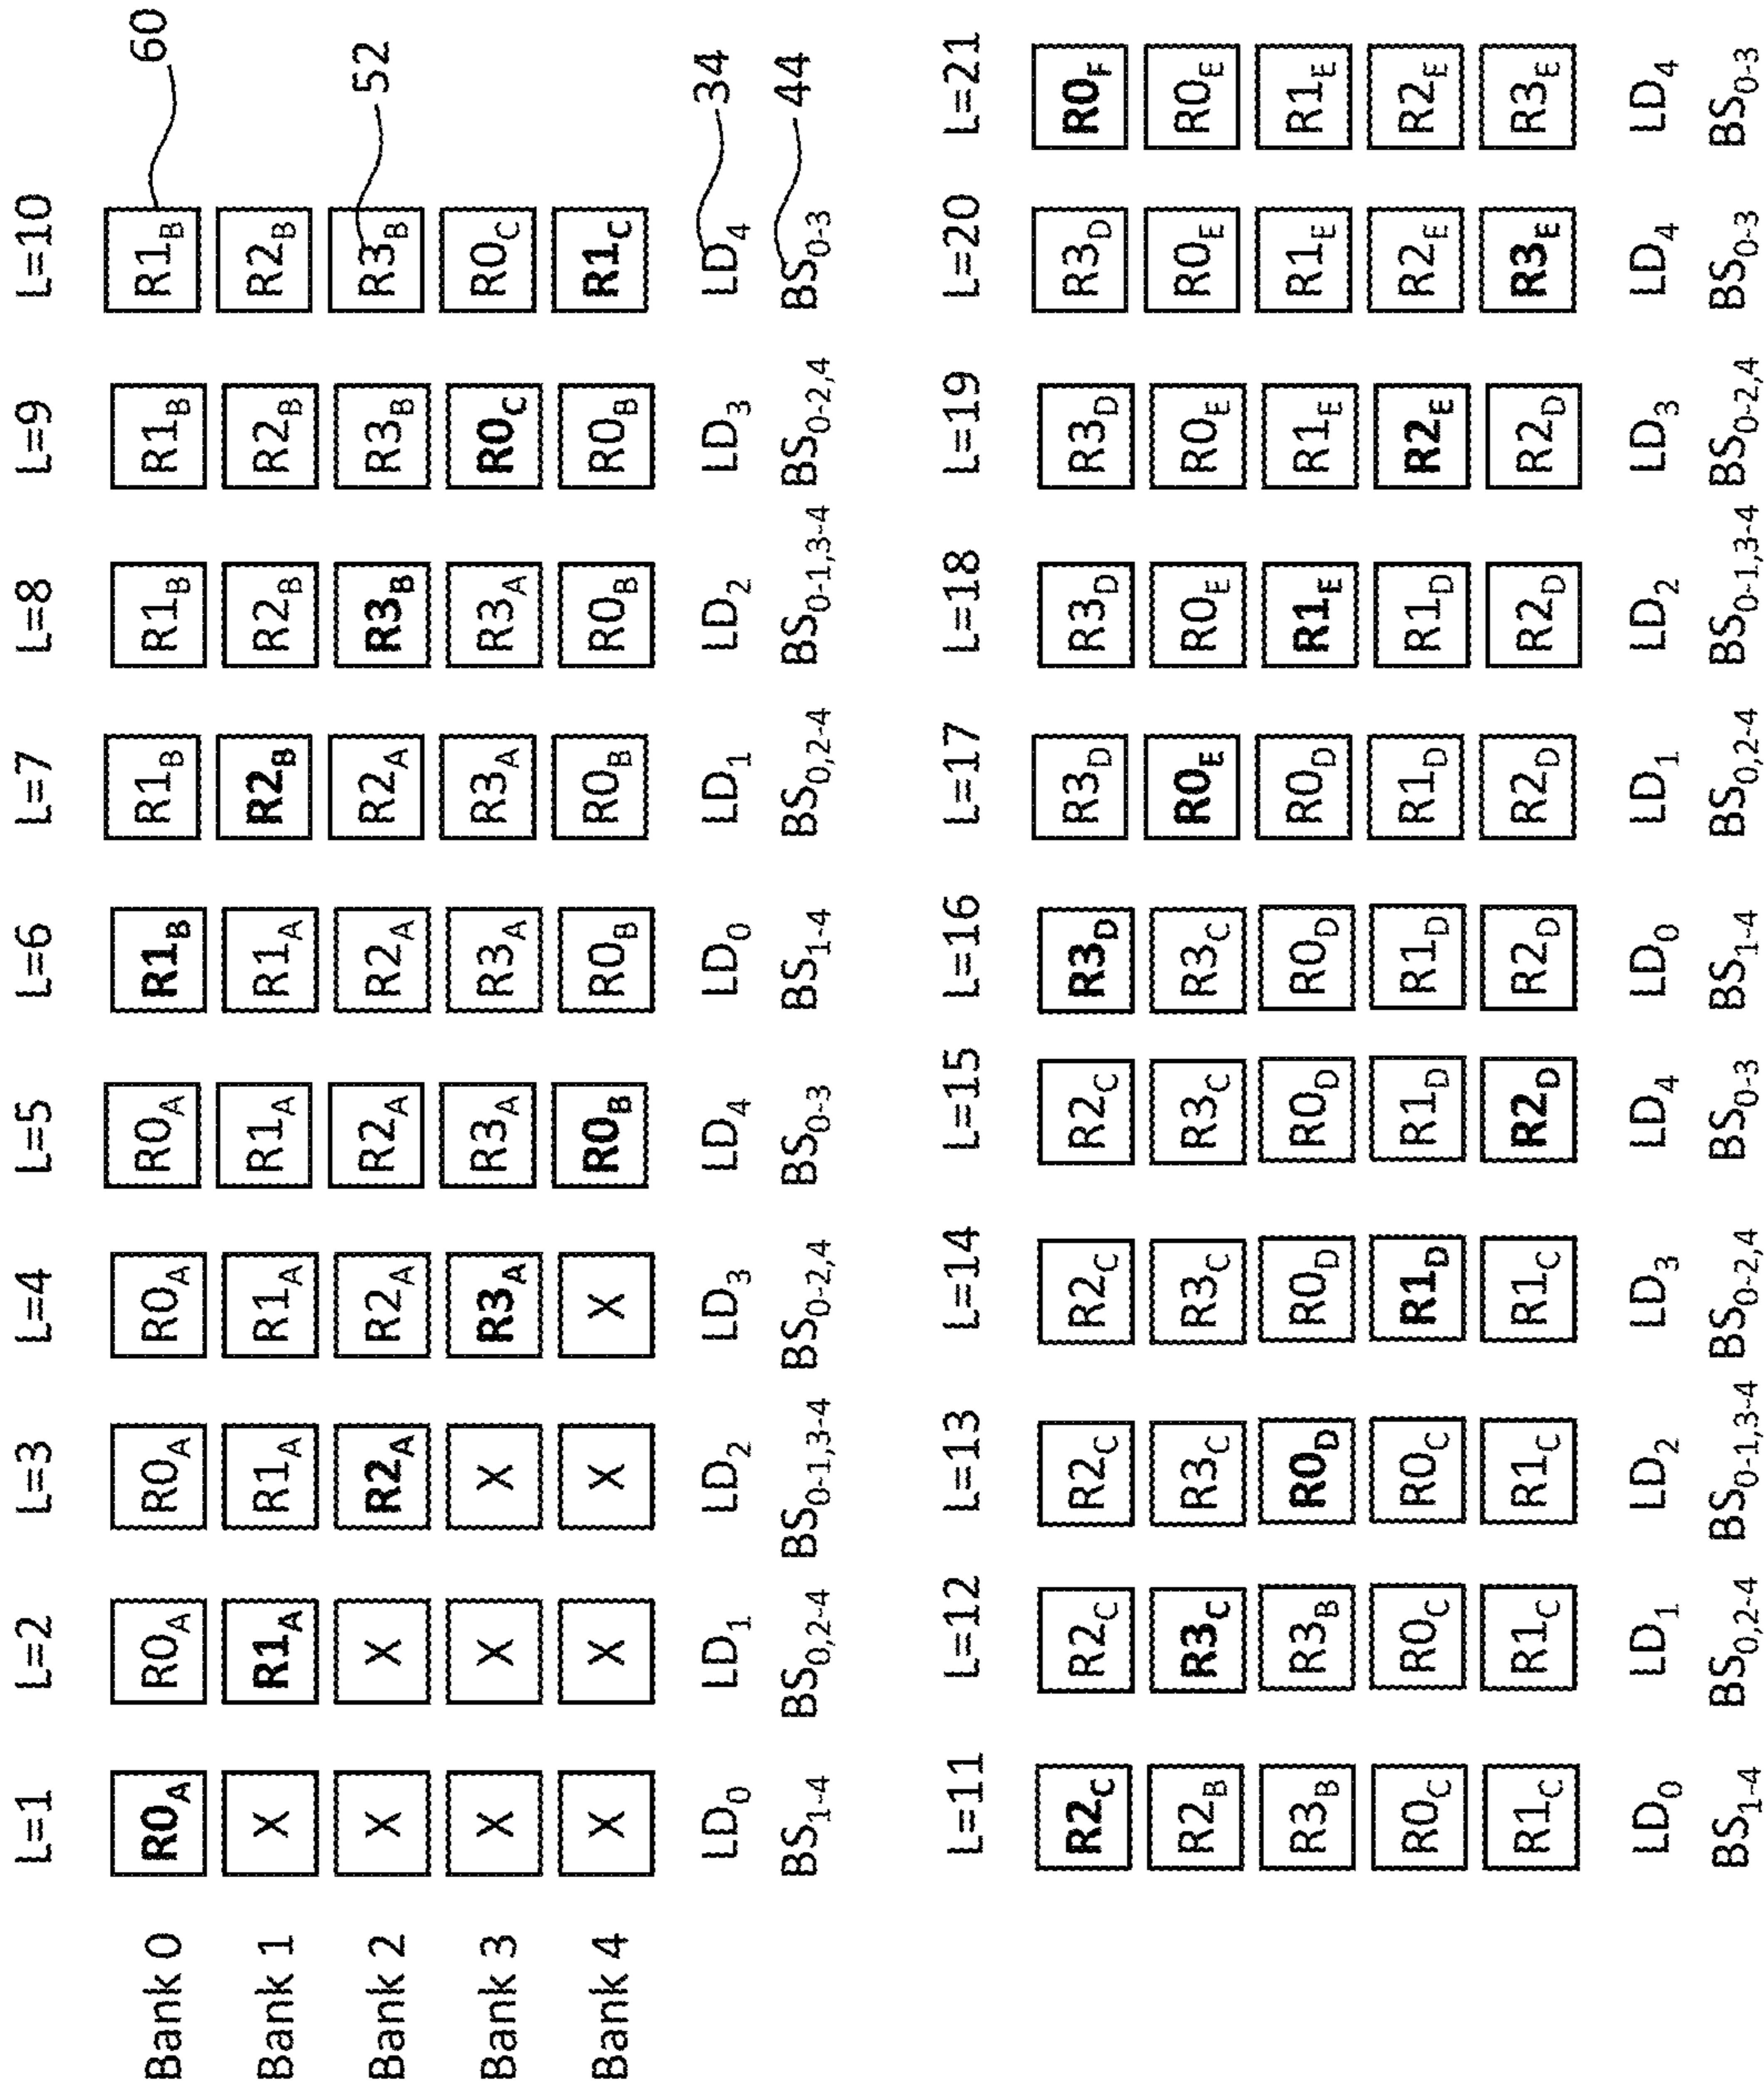 L=1 L=2 L=3 L=4 L=5 L=6 L=7 L=8 L=9 L=10
Bank 0 R0A R0A R0A R0A R0A R1B R1B R1B R1B R1B 60
Bank 1 X R1A R1A R1A R1A R1A R2B R2B R2B R2B
Bank 2 X X R2A R2A R2A R2A R2A R3B R3B R3B 52
Bank 3 X X X R3A R3A R3A R3A R3A R0C R0C
Bank 4 X X X X R0B R0B R0B R0B R0B R1C
LD0 LD1 LD2 LD3 LD4 LD0 LD1 LD2 LD3 LD4 34
BS1-4 BS0,2-4 BS0-1,3-4 BS0-2,4 BS0-3 BS1-4 BS0,2-4 BS0-1,3-4 BS0-2,4 BS0-3 44
L=11 L=12 L=13 L=14 L=15 L=16 L=17 L=18 L=19 L=20 L=21
R2C R2C R2C R2C R2C R3D R3D R3D R3D R3D R0F
R2B R3C R3C R3C R3C R3C R0E R0E R0E R0E R0E
R3B R3B R0D R0D R0D R0D R0D R1E R1E R1E R1E
R0C R0C R0C R1D R1D R1D R1D R1D R2E R2E R2E
R1C R1C R1C R1C R2D R2D R2D R2D R2D R3E R3E
LD0 LD1 LD2 LD3 LD4 LD0 LD1 LD2 LD3 LD4 LD4
BS1-4 BS0,2-4 BS0-1,3-4 BS0-2,4 BS0-3 BS1-4 BS0,2-4 BS0-1,3-4 BS0-2,4 BS0-3 BS0-3